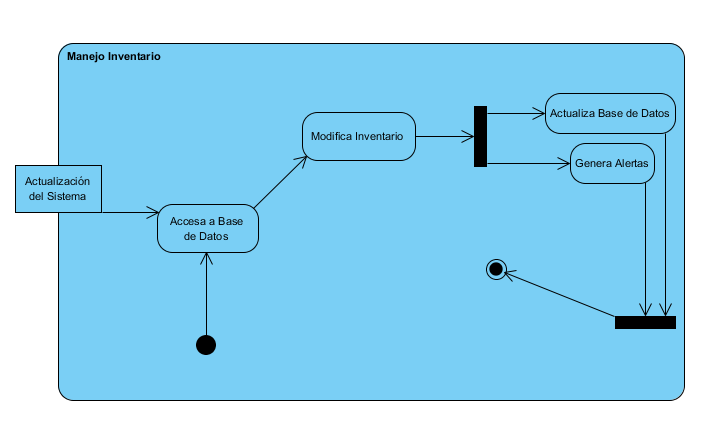 Manejo Inventario
Actualiza Base de Datos
Modifica Inventario
Genera Alertas
Actualización
del Sistema
Accesa a Base
de Datos